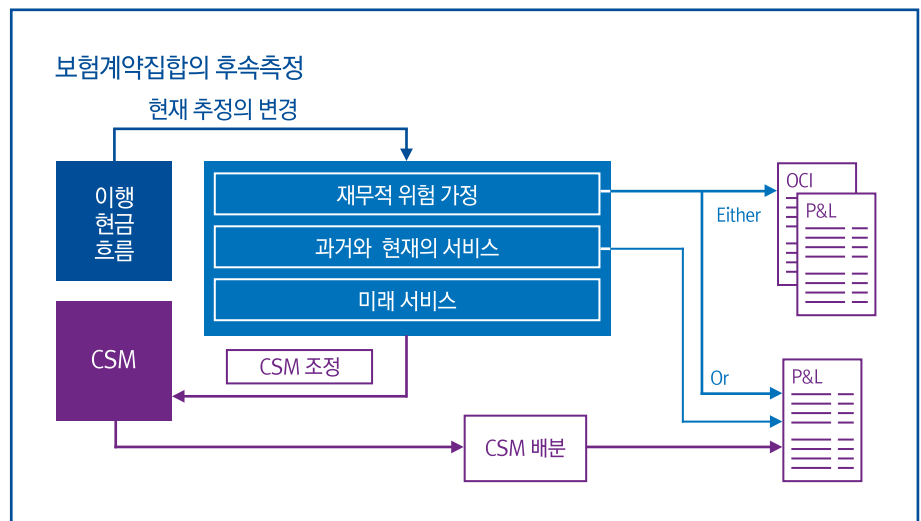 보험계약집합의 후속측정
현재 추정의 변경
이행
현금
흐름
재무적 위험 가정
과거와 현재의 서비스
미래 서비스
OCI
P&L
Either
CSM
CSM 조정
Or
P&L
CSM 배분